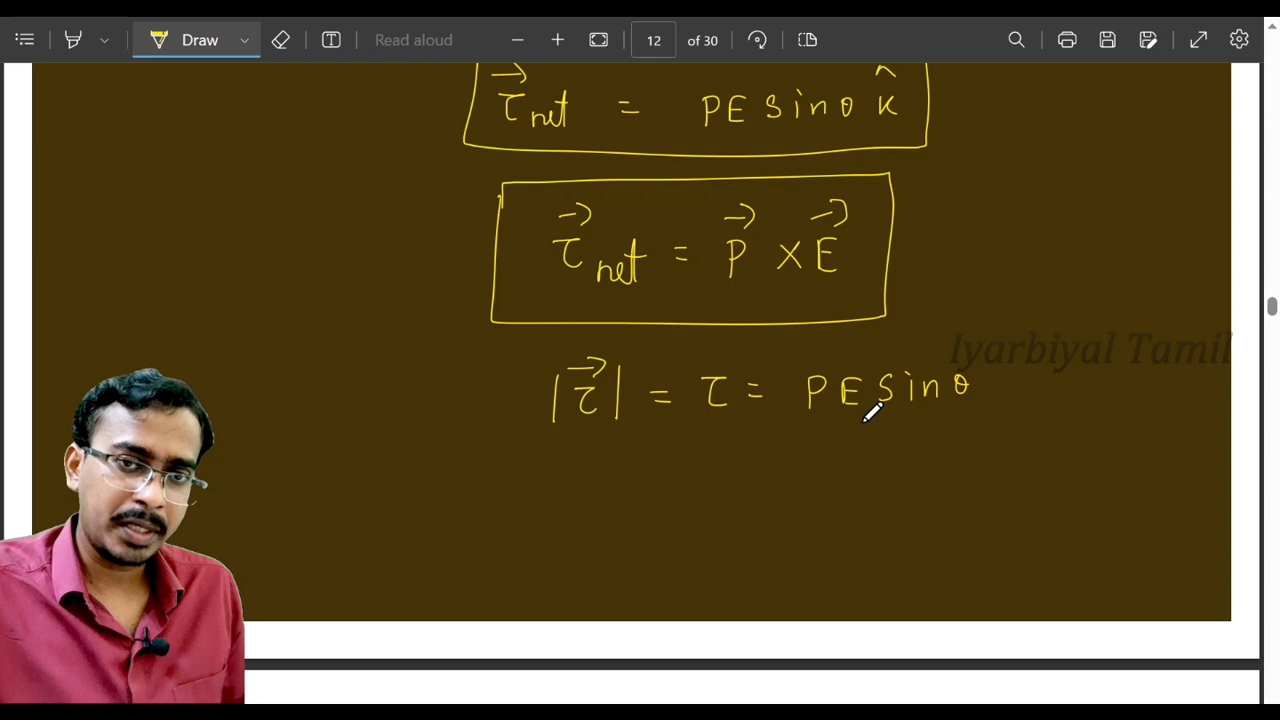 Draw
Read aloud
12 of 30
τ⃗net = PE Sinθ k̂
τ⃗net = P⃗ × E⃗
Iyarbiyal Tamil
|τ⃗| = τ = PE Sinθ